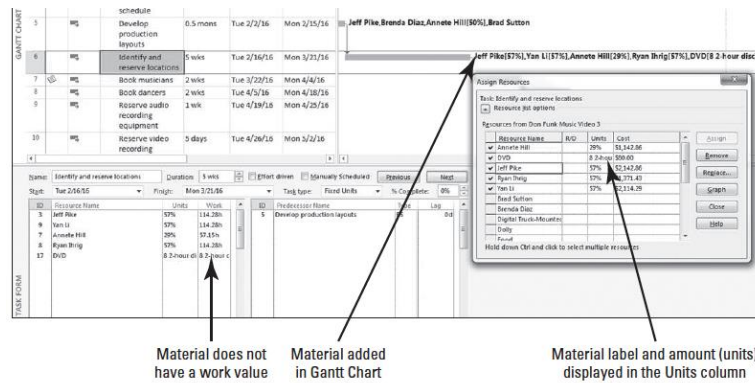 GANTT CHART
schedule
5 Develop production layouts 0.5 mons Tue 2/2/16 Mon 2/15/16
Jeff Pike,Brenda Diaz,Annete Hill[50%],Brad Sutton
6 Identify and reserve locations 5 wks Tue 2/16/16 Mon 3/21/16
Jeff Pike[57%],Yan Li[57%],Annete Hill[29%],Ryan Ihrig[57%],DVD[8 2-hour disc
7 Book musicians 2 wks Tue 3/22/16 Mon 4/4/16
8 Book dancers 2 wks Tue 4/5/16 Mon 4/18/16
9 Reserve audio recording equipment 1 wk Tue 4/19/16 Mon 4/25/16
10 Reserve video recording 5 days Tue 4/26/16 Mon 5/2/16
Assign Resources
Task: Identify and reserve locations
Resource list options
Resources from Don Funk Music Video 3
Resource Name R/D Units Cost
Annete Hill 29% $1,142.86
DVD 8 2-hou $80.00
Jeff Pike 57% $2,142.86
Ryan Ihrig 57% $1,371.43
Yan Li 57% $2,114.29
Brad Sutton
Brenda Diaz
Digital Truck-Mounted
Dolly
Food
Assign
Remove
Replace...
Graph
Close
Help
Hold down Ctrl and click to select multiple resources
TASK FORM
Name: Identify and reserve locations Duration: 5 wks Effort driven Manually Scheduled Previous Next
Start: Tue 2/16/16 Finish: Mon 3/21/16 Task type: Fixed Units % Complete: 0%
ID Resource Name Units Work
3 Jeff Pike 57% 114.28h
9 Yan Li 57% 114.28h
7 Annete Hill 29% 57.15h
8 Ryan Ihrig 57% 114.28h
17 DVD 8 2-hour di 8 2-hour d
ID Predecessor Name Type Lag
5 Develop production layouts FS 0d
Material does not
have a work value
Material added
in Gantt Chart
Material label and amount (units)
displayed in the Units column